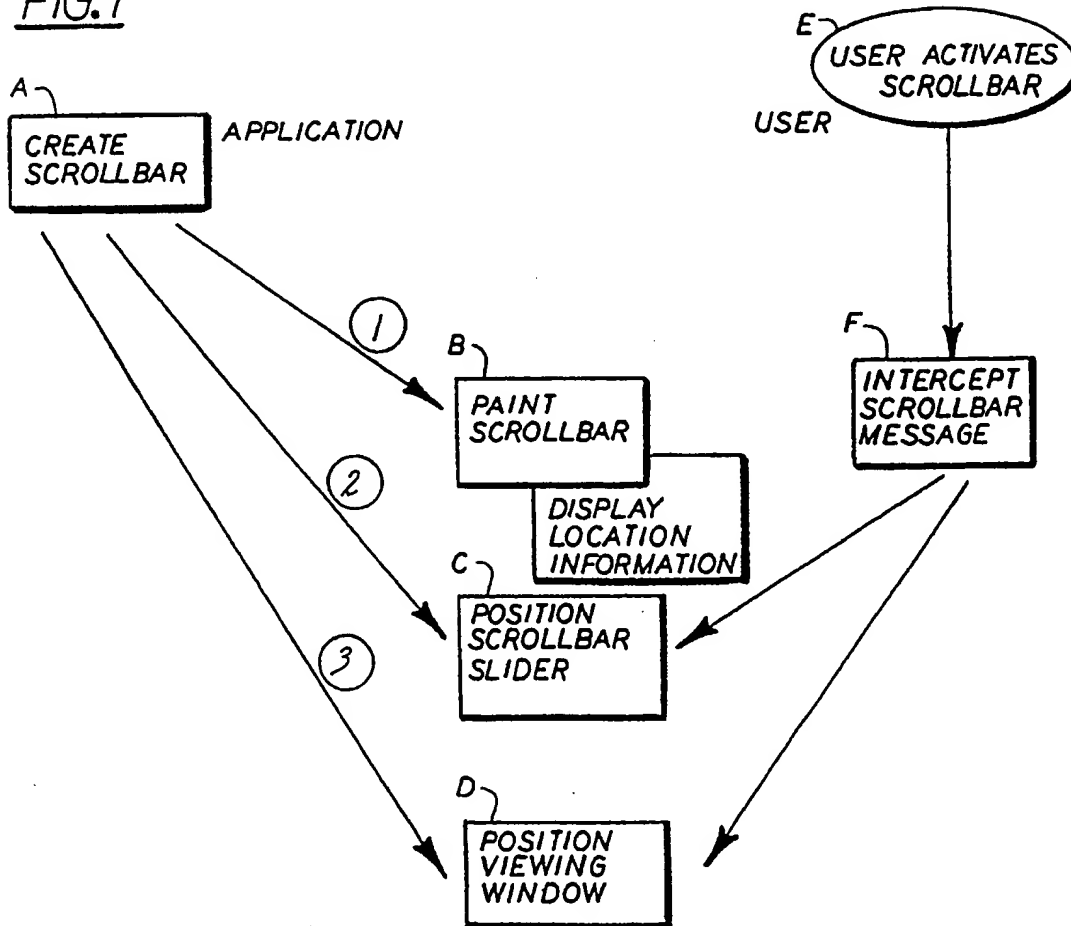 FIG. 7
E
USER ACTIVATES
SCROLLBAR
USER
A
CREATE
SCROLLBAR
APPLICATION
1
B
PAINT
SCROLLBAR
F
INTERCEPT
SCROLLBAR
MESSAGE
2
DISPLAY
LOCATION
INFORMATION
C
POSITION
SCROLLBAR
SLIDER
3
D
POSITION
VIEWING
WINDOW